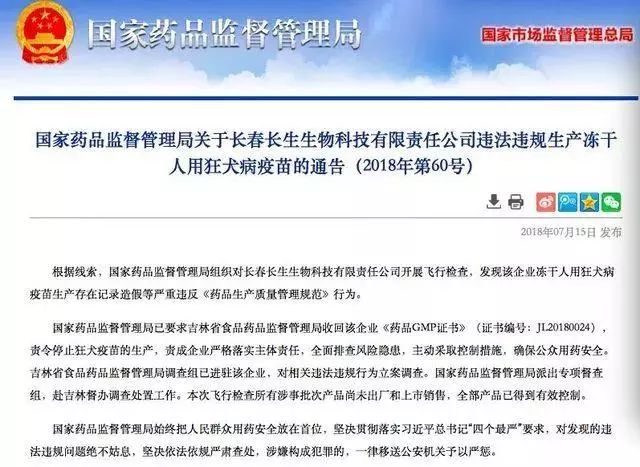 国家药品监督管理局
国家市场监督管理总局
国家药品监督管理局关于长春长生生物科技有限责任公司违法违规生产冻干
人用狂犬病疫苗的通告（2018年第60号）
2018年07月15日 发布
根据线索，国家药品监督管理局组织对长春长生生物科技有限责任公司开展飞行检查，发现该企业冻干人用狂犬
病疫苗生产存在记录造假等严重违反《药品生产质量管理规范》行为。
国家药品监督管理局已要求吉林省食品药品监督管理局收回该企业《药品GMP证书》（证书编号：JL20180024），
责令停止狂犬疫苗的生产，责成企业严格落实主体责任，全面排查风险隐患，主动采取控制措施，确保公众用药安全。
吉林省食品药品监督管理局调查组已进驻该企业，对相关违法违规行为立案调查。国家药品监督管理局派出专项督查
组，赴吉林督办调查处置工作。本次飞行检查所有涉事批次产品尚未出厂和上市销售，全部产品已得到有效控制。
国家药品监督管理局始终把人民群众用药安全放在首位，坚决贯彻落实习近平总书记“四个最严”要求，对发现的违
法违规问题绝不姑息，坚决依法依规严肃查处，涉嫌构成犯罪的，一律移送公安机关予以严惩。